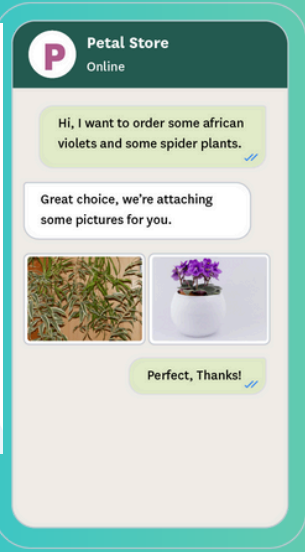 P
Petal Store
Online
Hi, I want to order some african
violets and some spider plants.
Great choice, we're attaching
some pictures for you.
Perfect, Thanks!